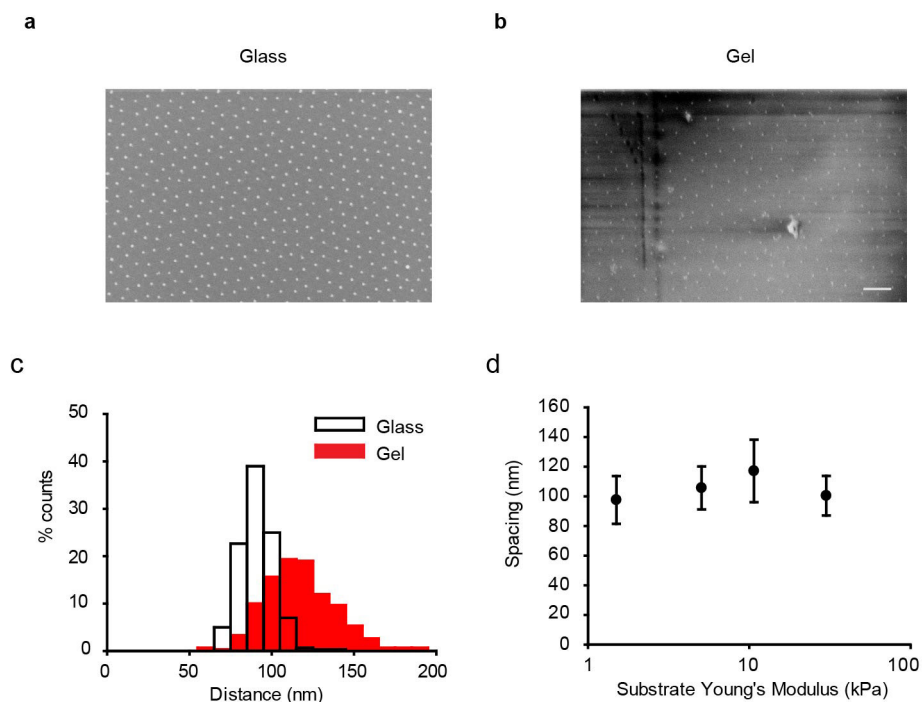 a
Glass
b
Gel
c
50
40
30
20
10
0
% counts
0
50
100
150
200
Distance (nm)
Glass
Gel
d
160
140
120
100
80
60
40
20
0
Spacing (nm)
1
10
100
Substrate Young's Modulus (kPa)